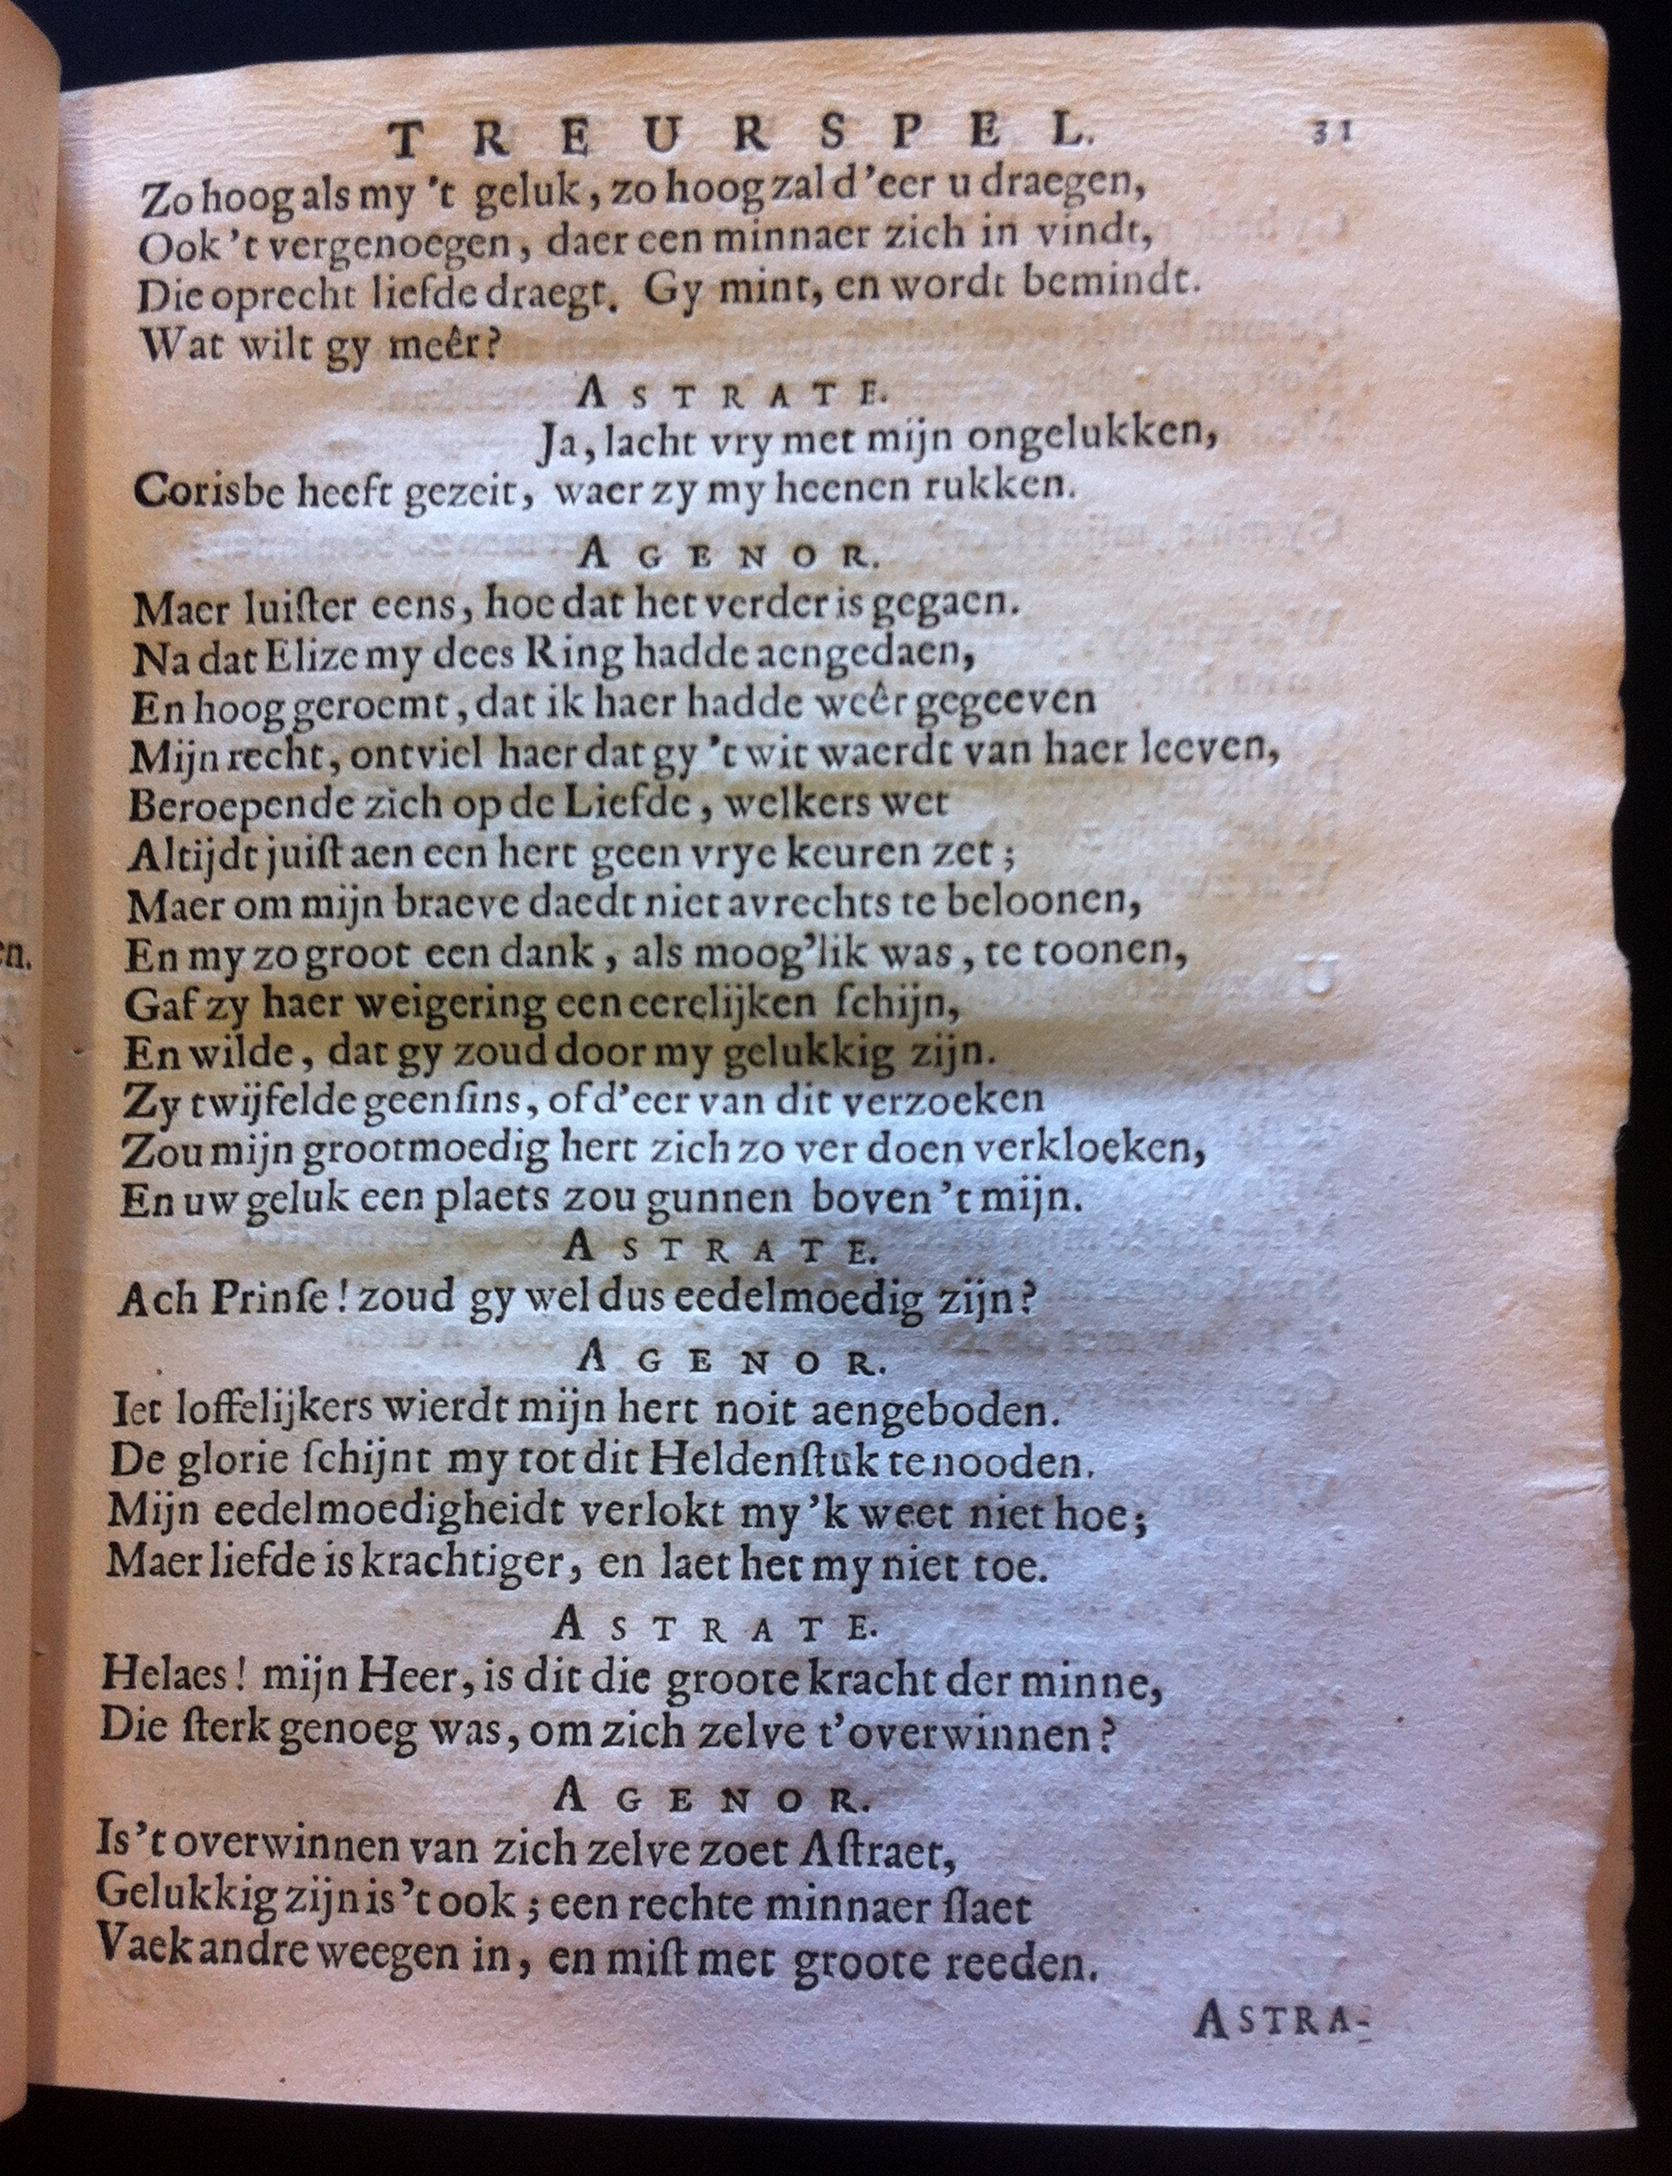 TREURSPEL. 31
Zo hoog als my 't geluk, zo hoog zal d'eer u draegen,
Ook 't vergenoegen, daer een minnaer zich in vindt,
Die oprecht liefde draegt. Gy mint, en wordt bemindt.
Wat wilt gy meêr?
ASTRATE.
Ja, lacht vry met mijn ongelukken,
Corisbe heeft gezeit, waer zy my heenen rukken.
AGENOR.
Maer luiſter eens, hoe dat het verder is gegaen.
Na dat Elize my dees Ring hadde aengedaen,
En hoog geroemt, dat ik haer hadde weêr gegeeven
Mijn recht, ontviel haer dat gy 't wit waerdt van haer leeven,
Beroepende zich op de Liefde, welkers wet
Altijdt juiſt aen een hert geen vrye keuren zet;
Maer om mijn braeve daedt niet avrechts te beloonen,
En my zo groot een dank, als moog'lik was, te toonen,
Gaf zy haer weigering een eerelijken ſchijn,
En wilde, dat gy zoud door my gelukkig zijn.
Zy twijfelde geenſins, of d'eer van dit verzoeken
Zou mijn grootmoedig hert zich zo ver doen verkloeken,
En uw geluk een plaets zou gunnen boven 't mijn.
ASTRATE.
Ach Prinſe! zoud gy wel dus eedelmoedig zijn?
AGENOR.
Iet loffelijkers wierdt mijn hert noit aengeboden.
De glorie ſchijnt my tot dit Heldenſtuk te nooden.
Mijn eedelmoedigheidt verlokt my 'k weet niet hoe;
Maer liefde is krachtiger, en laet het my niet toe.
ASTRATE.
Helaes! mijn Heer, is dit die groote kracht der minne,
Die ſterk genoeg was, om zich zelve t'overwinnen?
AGENOR.
Is 't overwinnen van zich zelve zoet Aſtraet,
Gelukkig zijn is 't ook; een rechte minnaer ſlaet
Vaek andre weegen in, en miſt met groote reeden.
ASTRA-
en.